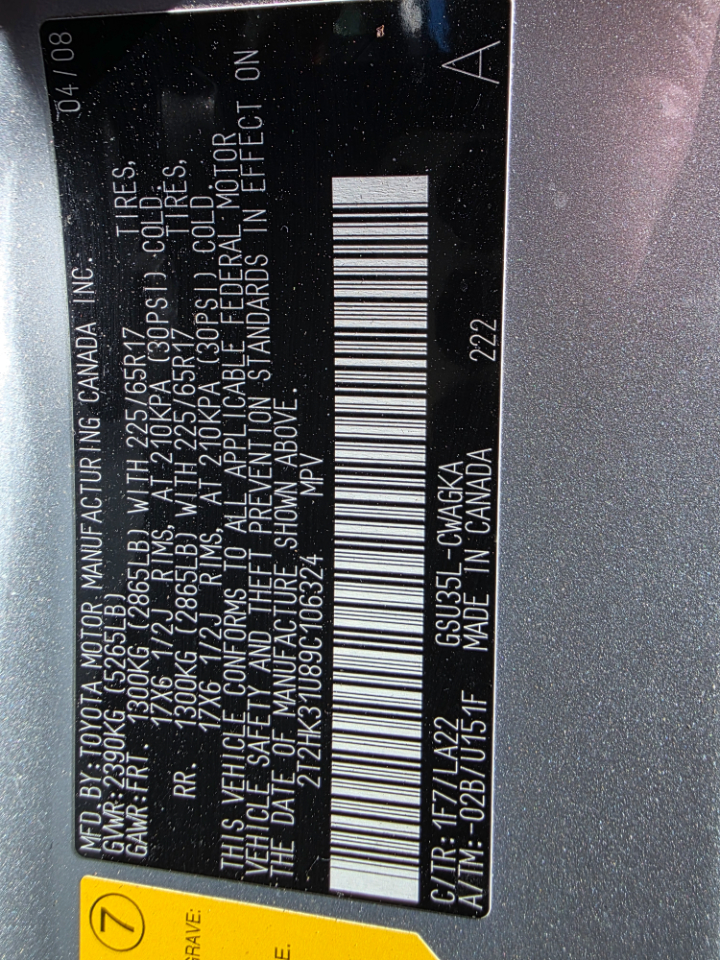 MFD. BY: TOYOTA MOTOR MANUFACTURING CANADA INC. 04/08
GVWR: 2390KG (5265LB)
GAWR: FRT. 1300KG (2865LB) WITH 225/65R17 TIRES,
17X6 1/2J RIMS, AT 210KPA (30PSI) COLD.
RR. 1300KG (2865LB) WITH 225/65R17 TIRES,
17X6 1/2J RIMS, AT 210KPA (30PSI) COLD.
THIS VEHICLE CONFORMS TO ALL APPLICABLE FEDERAL MOTOR
VEHICLE SAFETY AND THEFT PREVENTION STANDARDS IN EFFECT ON
THE DATE OF MANUFACTURE SHOWN ABOVE.
2T2HK31U89C106324 MPV
A
C/TR: 1F7/LA22 GSU35L-CWAGKA
A/TM: -02B/U151F MADE IN CANADA 222
7
E.